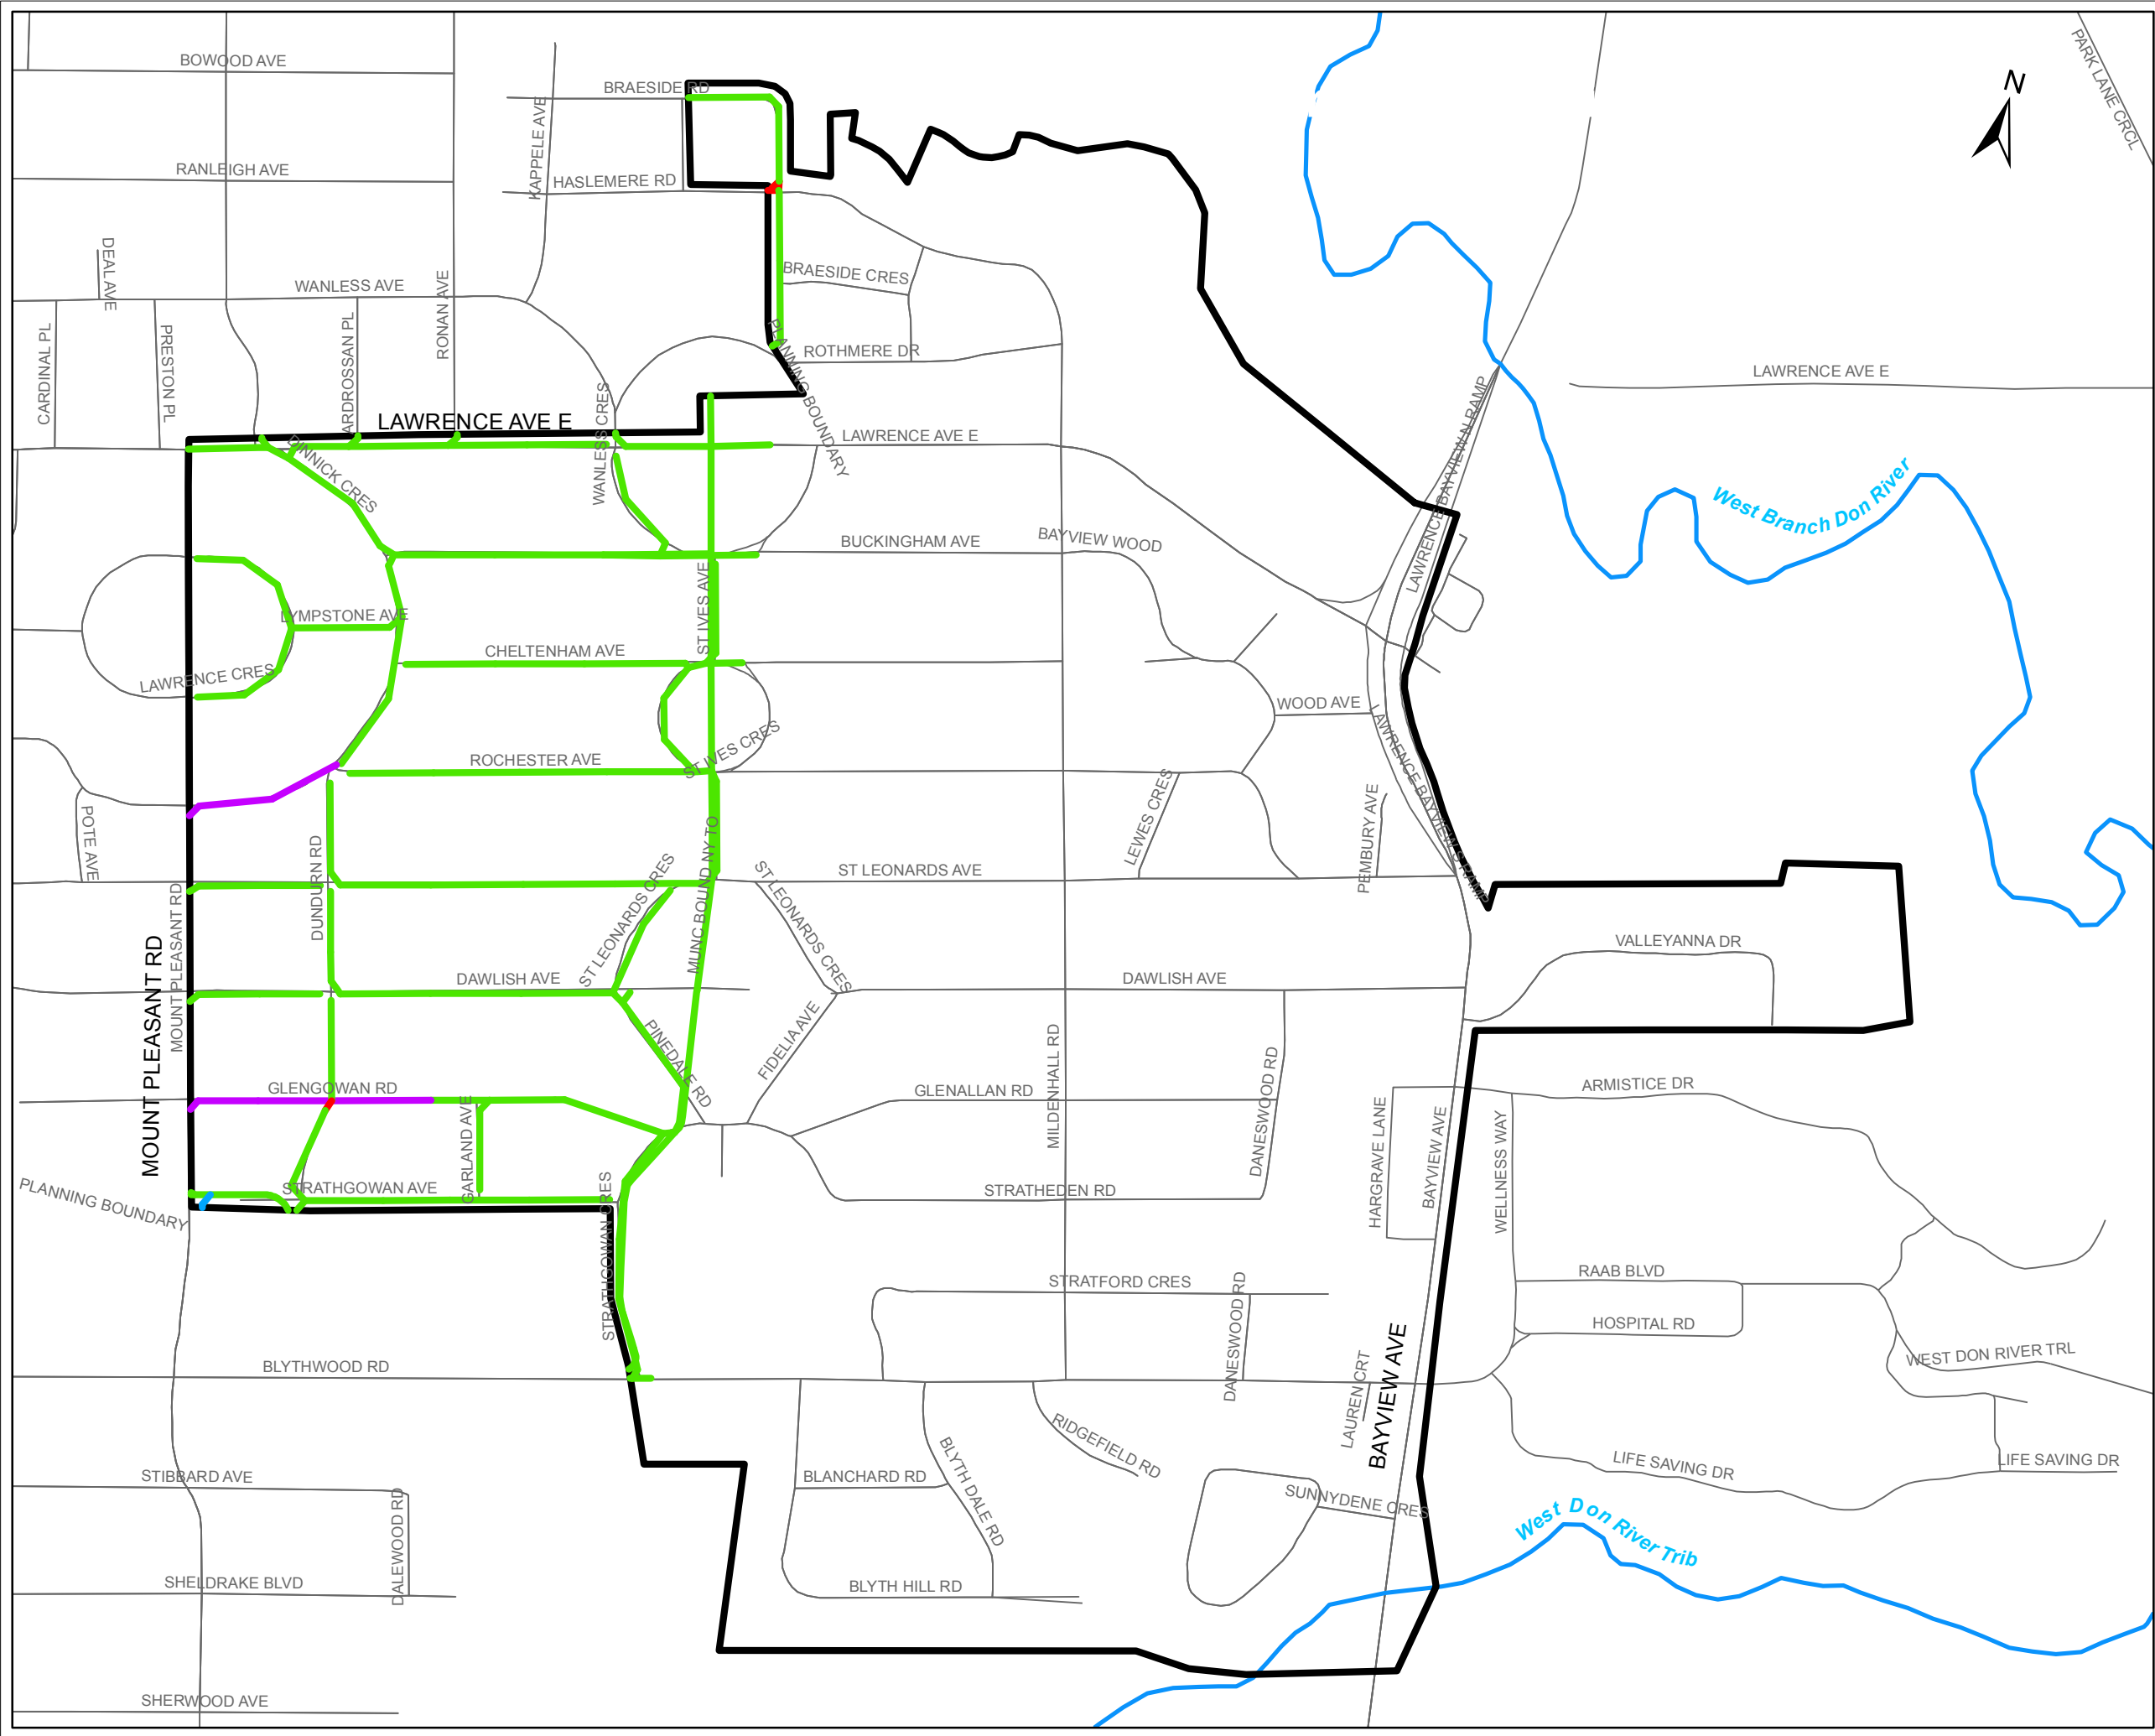 BOWOOD AVE
PARK LANE CRCL
N
BRAESIDE RD
KAPPELE AVE
RANLEIGH AVE
HASLEMERE RD
DEAL AVE
BRAESIDE CRES
WANLESS AVE
RONAN AVE
CARDINAL PL
PRESTON PL
ARDROSSAN PL
PLANNING BOUNDARY
ROTHMERE DR
LAWRENCE AVE E
WANLESS CRES
LAWRENCE AVE E
LAWRENCE AVE E
DINNICK CRES
LAWRENCE BAYVIEW N RAMP
West Branch Don River
BUCKINGHAM AVE
BAYVIEW WOOD
ST IVES AVE
LYMPSTONE AVE
CHELTENHAM AVE
LAWRENCE CRES
WOOD AVE
ST IVES CRES
ROCHESTER AVE
LAWRENCE BAYVIEW S RAMP
POTE AVE
LEWES CRES
PEMBURY AVE
DUNDURN RD
MUNC BOUND NY TO
ST LEONARDS CRES
ST LEONARDS CRES
ST LEONARDS AVE
MOUNT PLEASANT RD
MOUNT PLEASANT RD
VALLEYANNA DR
DAWLISH AVE
DAWLISH AVE
PINEDALE RD
FIDELIA AVE
MILDENHALL RD
DANESWOOD RD
GLENGOWAN RD
GLENALLAN RD
ARMISTICE DR
GARLAND AVE
HARGRAVE LANE
BAYVIEW AVE
WELLNESS WAY
PLANNING BOUNDARY
STRATHGOWAN AVE
STRATHEDEN RD
STRATHGOWAN CRES
RAAB BLVD
STRATFORD CRES
DANESWOOD RD
HOSPITAL RD
BLYTHWOOD RD
WEST DON RIVER TRL
LAUREN CRT
BAYVIEW AVE
RIDGEFIELD RD
BLYTH DALE RD
STIBBARD AVE
BLANCHARD RD
LIFE SAVING DR
LIFE SAVING DR
SUNNYDENE CRES
DALEWOOD RD
West Don River Trib
SHELDRAKE BLVD
BLYTH HILL RD
SHERWOOD AVE